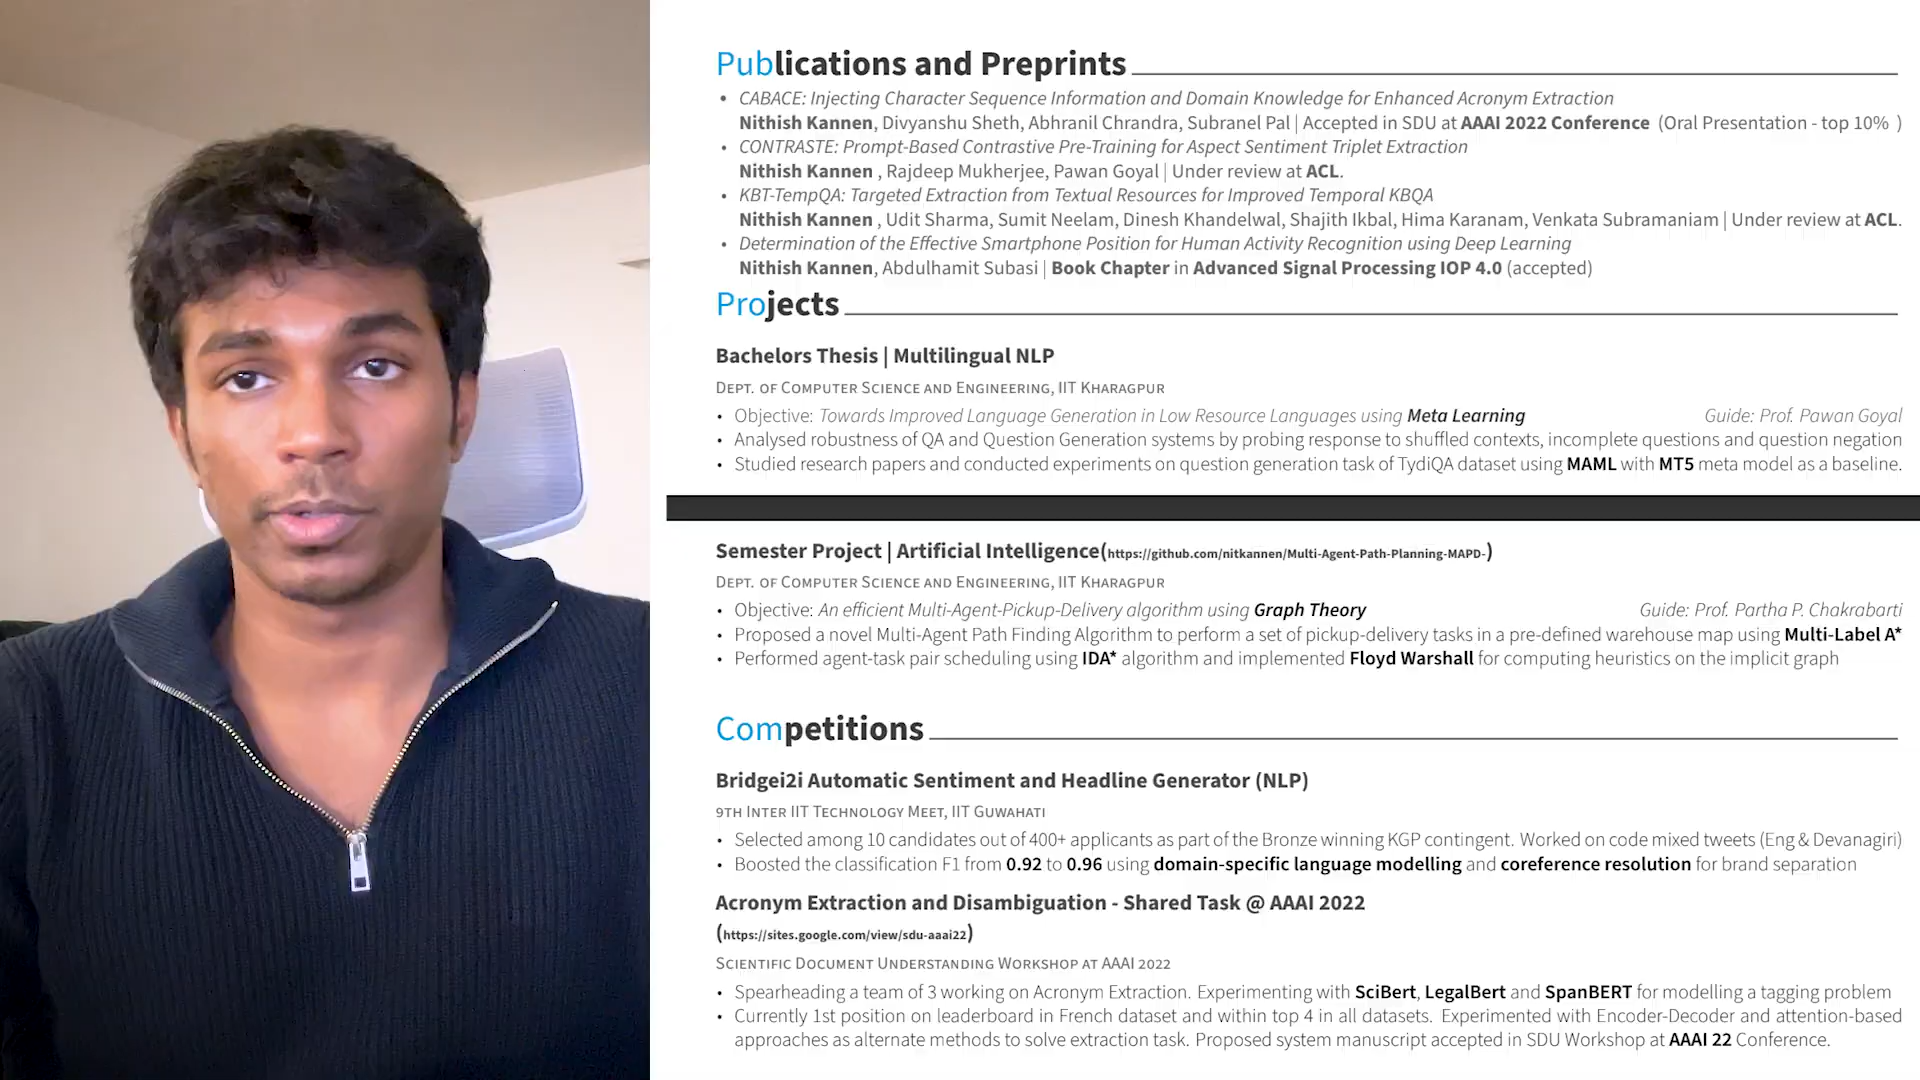 Publications and Preprints
• CABACE: Injecting Character Sequence Information and Domain Knowledge for Enhanced Acronym Extraction
Nithish Kannen, Divyanshu Sheth, Abhranil Chrandra, Subranel Pal | Accepted in SDU at AAAI 2022 Conference (Oral Presentation - top 10% )
• CONTRASTE: Prompt-Based Contrastive Pre-Training for Aspect Sentiment Triplet Extraction
Nithish Kannen , Rajdeep Mukherjee, Pawan Goyal | Under review at ACL.
• KBT-TempQA: Targeted Extraction from Textual Resources for Improved Temporal KBQA
Nithish Kannen , Udit Sharma, Sumit Neelam, Dinesh Khandelwal, Shajith Ikbal, Hima Karanam, Venkata Subramaniam | Under review at ACL.
• Determination of the Effective Smartphone Position for Human Activity Recognition using Deep Learning
Nithish Kannen, Abdulhamit Subasi | Book Chapter in Advanced Signal Processing IOP 4.0 (accepted)
Projects
Bachelors Thesis | Multilingual NLP
Dept. of Computer Science and Engineering, IIT Kharagpur
• Objective: Towards Improved Language Generation in Low Resource Languages using Meta Learning Guide: Prof. Pawan Goyal
• Analysed robustness of QA and Question Generation systems by probing response to shuffled contexts, incomplete questions and question negation
• Studied research papers and conducted experiments on question generation task of TydiQA dataset using MAML with MT5 meta model as a baseline.
Semester Project | Artificial Intelligence(https://github.com/nitkannen/Multi-Agent-Path-Planning-MAPD-)
Dept. of Computer Science and Engineering, IIT Kharagpur
• Objective: An efficient Multi-Agent-Pickup-Delivery algorithm using Graph Theory Guide: Prof. Partha P. Chakrabarti
• Proposed a novel Multi-Agent Path Finding Algorithm to perform a set of pickup-delivery tasks in a pre-defined warehouse map using Multi-Label A*
• Performed agent-task pair scheduling using IDA* algorithm and implemented Floyd Warshall for computing heuristics on the implicit graph
Competitions
Bridgei2i Automatic Sentiment and Headline Generator (NLP)
9th Inter IIT Technology Meet, IIT Guwahati
• Selected among 10 candidates out of 400+ applicants as part of the Bronze winning KGP contingent. Worked on code mixed tweets (Eng & Devanagiri)
• Boosted the classification F1 from 0.92 to 0.96 using domain-specific language modelling and coreference resolution for brand separation
Acronym Extraction and Disambiguation - Shared Task @ AAAI 2022
(https://sites.google.com/view/sdu-aaai22)
Scientific Document Understanding Workshop at AAAI 2022
• Spearheading a team of 3 working on Acronym Extraction. Experimenting with SciBert, LegalBert and SpanBERT for modelling a tagging problem
• Currently 1st position on leaderboard in French dataset and within top 4 in all datasets. Experimented with Encoder-Decoder and attention-based
approaches as alternate methods to solve extraction task. Proposed system manuscript accepted in SDU Workshop at AAAI 22 Conference.